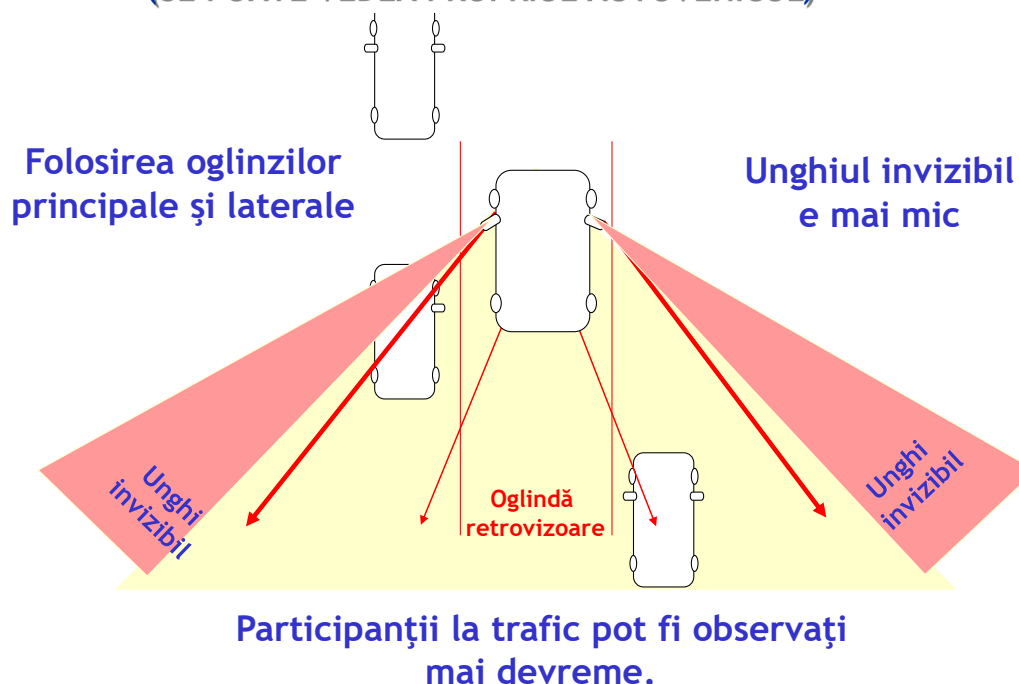 Folosirea oglinzilor
principale şi laterale
Unghiul invizibil
e mai mic
Unghi
invizibil
Oglindă
retrovizoare
Unghi
invizibil
Participanţii la trafic pot fi observaţi
mai devreme.